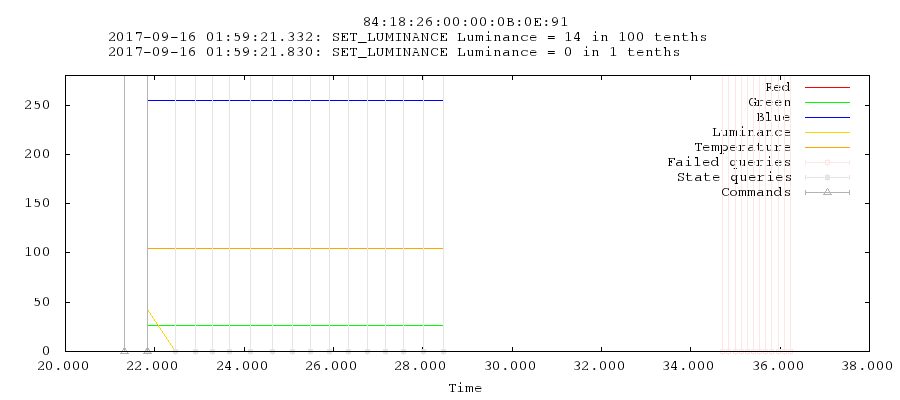 84:18:26:00:00:0B:0E:91
2017-09-16 01:59:21.332: SET_LUMINANCE Luminance = 14 in 100 tenths
2017-09-16 01:59:21.830: SET_LUMINANCE Luminance = 0 in 1 tenths
250
200
150
100
50
0
Red
Green
Blue
Luminance
Temperature
Failed queries
State queries
Commands
20.000 22.000 24.000 26.000 28.000 30.000 32.000 34.000 36.000 38.000
Time